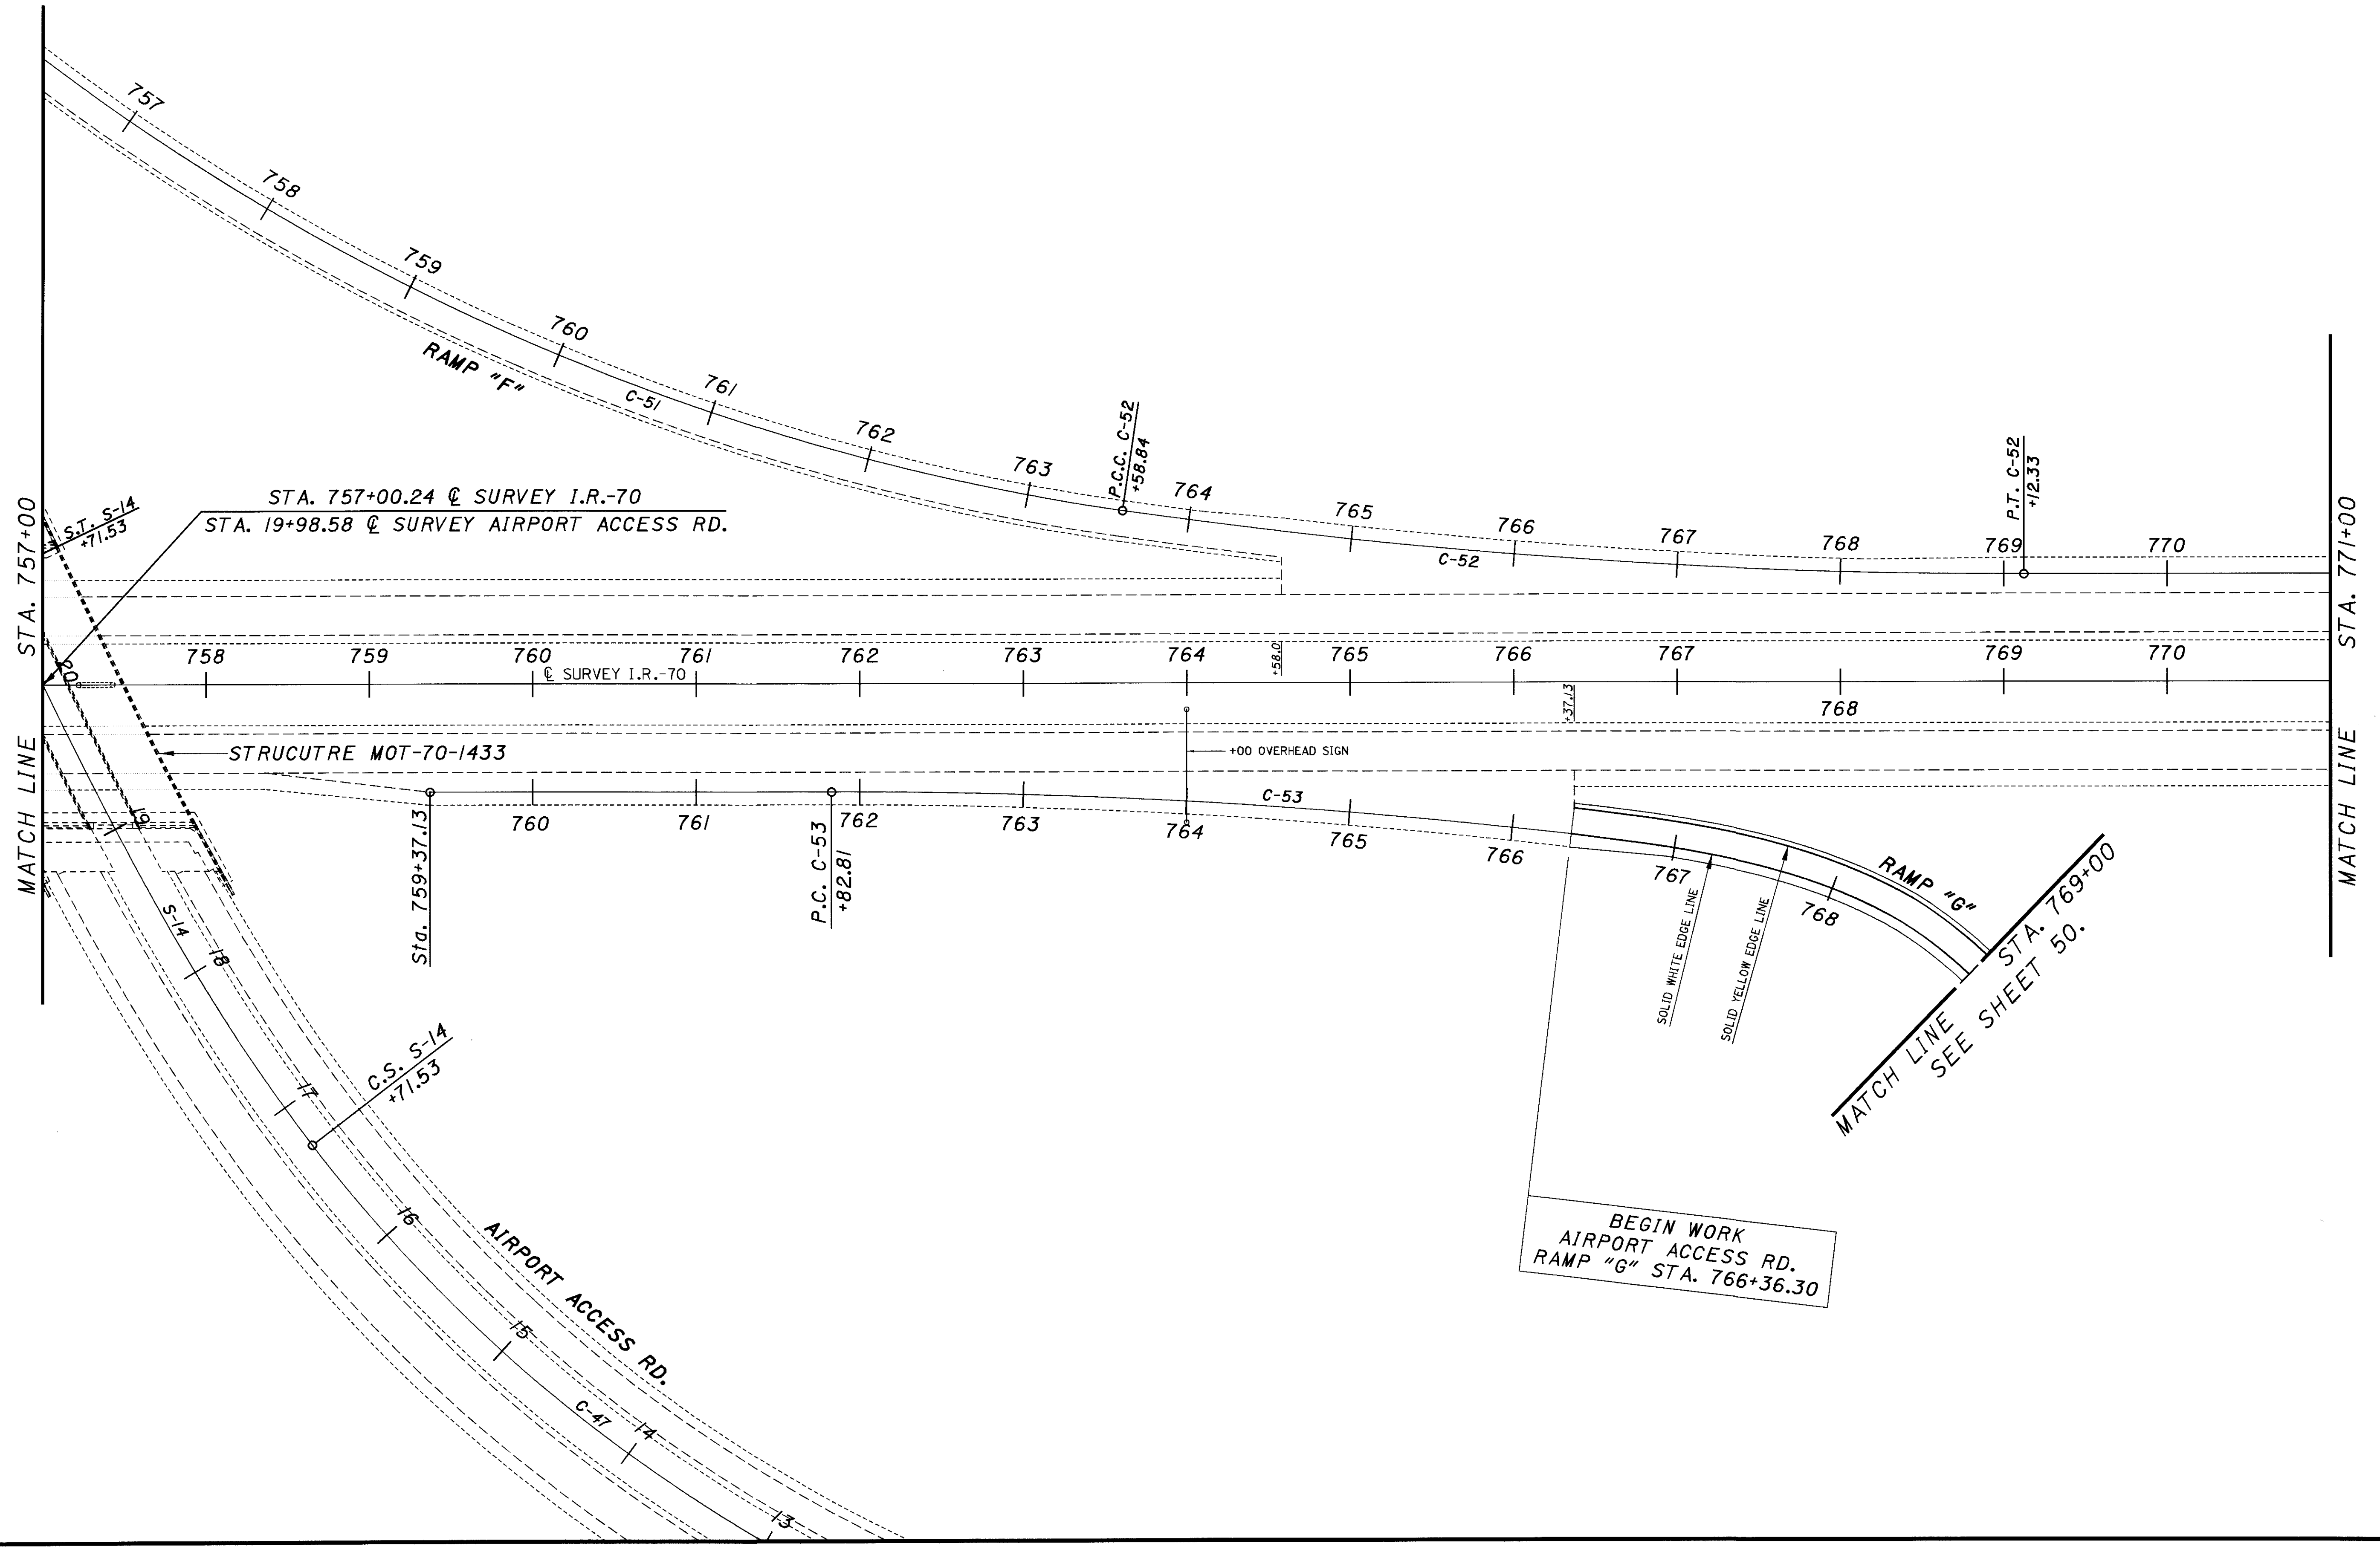 757
758
759
760
761
762
763
764
765
766
767
768
769
770
RAMP "F"
C-51
P.C.C. C-52
+58.84
C-52
P.T. C-52
+12.33
STA. 757+00
MATCH LINE
S.T. S-14
+71.53
STA. 757+00.24 ℄ SURVEY I.R.-70
STA. 19+98.58 ℄ SURVEY AIRPORT ACCESS RD.
STA. 771+00
MATCH LINE
758
759
760
761
762
763
764
+58.0
765
766
767
769
770
℄ SURVEY I.R.-70
+37.13
768
20
STRUCUTRE MOT-70-1433
+00 OVERHEAD SIGN
C-53
760
761
762
763
764
765
766
767
768
Sta. 759+37.13
P.C. C-53
+82.81
RAMP "G"
SOLID WHITE EDGE LINE
SOLID YELLOW EDGE LINE
MATCH LINE STA. 769+00
SEE SHEET 50.
19
S-14
18
17
C.S. S-14
+71.53
16
AIRPORT ACCESS RD.
15
C-47
14
13
BEGIN WORK
AIRPORT ACCESS RD.
RAMP "G" STA. 766+36.30